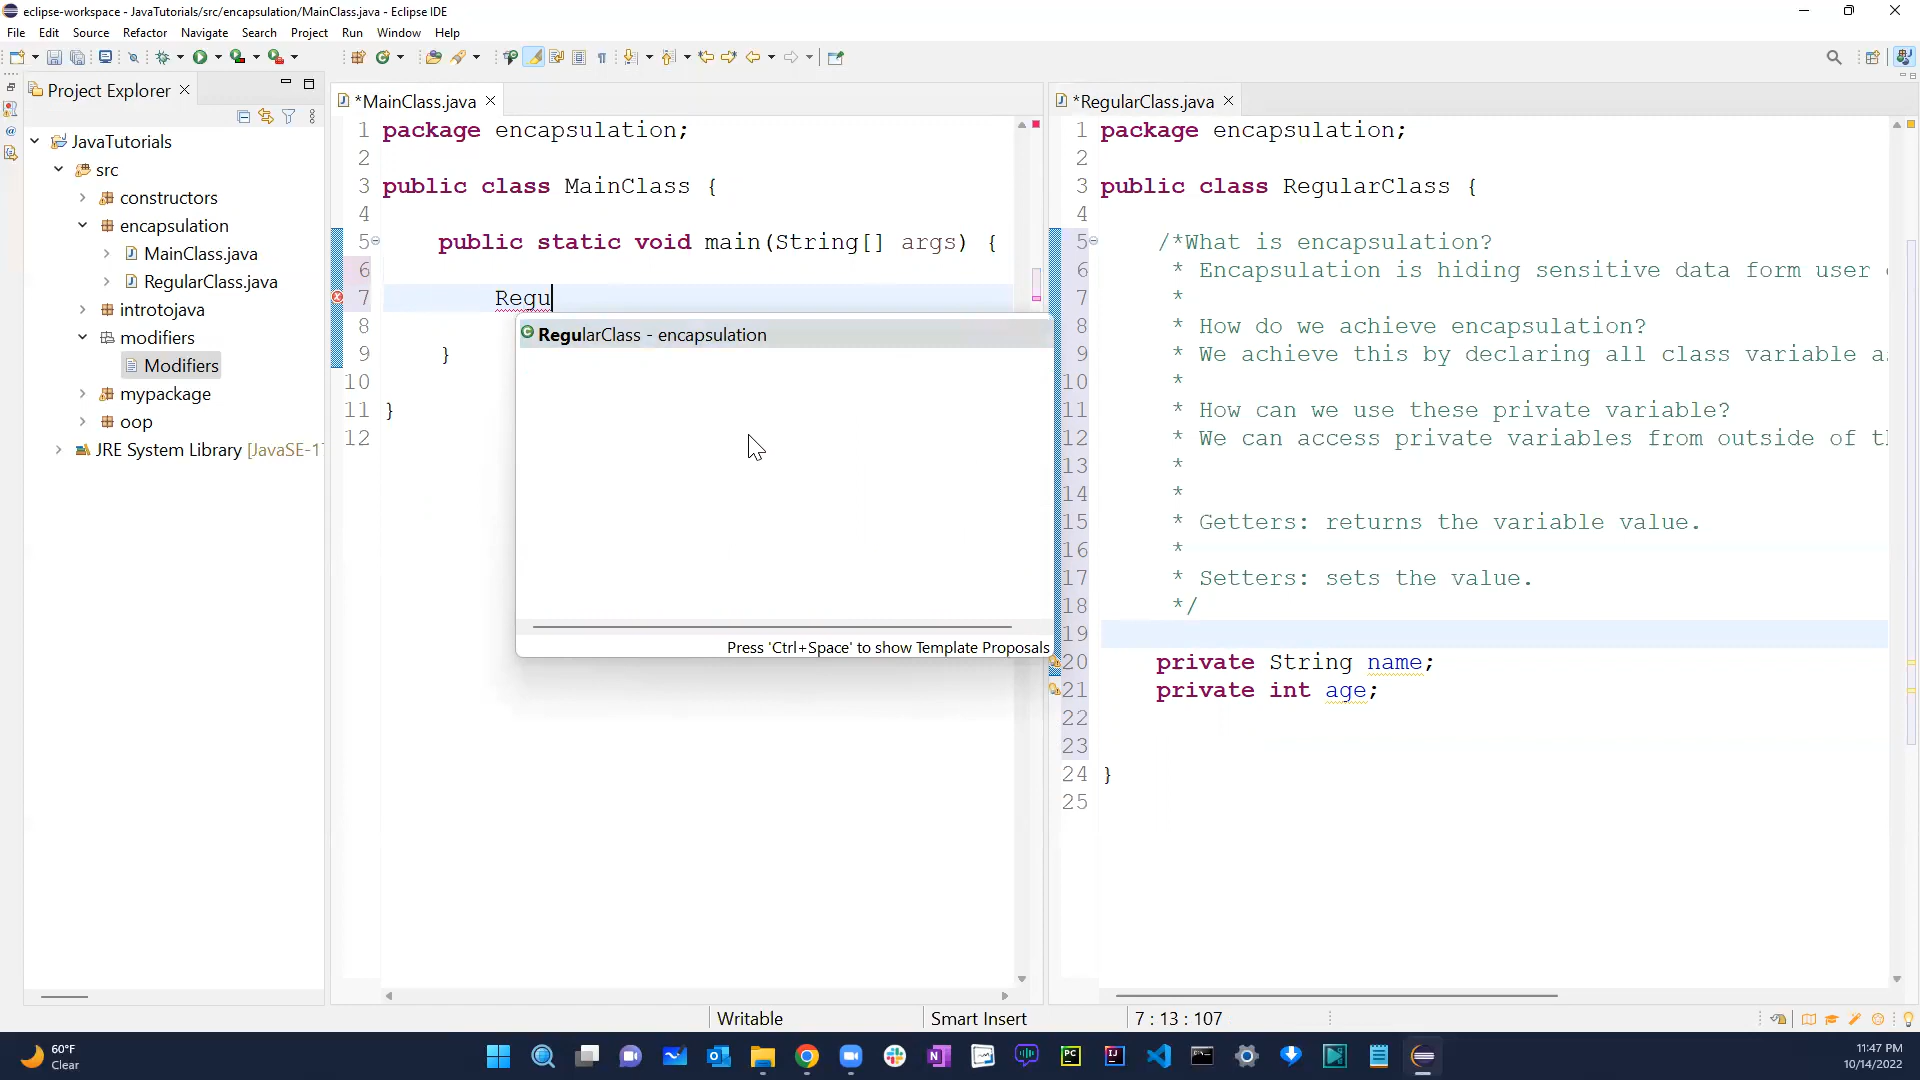 eclipse-workspace - JavaTutorials/src/encapsulation/MainClass.java - Eclipse IDE
File Edit Source Refactor Navigate Search Project Run Window Help
Project Explorer
*MainClass.java
*RegularClass.java
JavaTutorials
src
constructors
encapsulation
MainClass.java
RegularClass.java
introtojava
modifiers
Modifiers
mypackage
oop
JRE System Library [JavaSE-17
1 package encapsulation;
2
3 public class MainClass {
4
5 public static void main(String[] args) {
6
7 Regu
8
9 }
10
11 }
12
RegularClass - encapsulation
Press 'Ctrl+Space' to show Template Proposals
1 package encapsulation;
2
3 public class RegularClass {
4
5 /*What is encapsulation?
6 * Encapsulation is hiding sensitive data form user
7 *
8 * How do we achieve encapsulation?
9 * We achieve this by declaring all class variable a
10 *
11 * How can we use these private variable?
12 * We can access private variables from outside of t
13 *
14 *
15 * Getters: returns the variable value.
16 *
17 * Setters: sets the value.
18 */
19
20 private String name;
21 private int age;
22
23
24 }
25
Writable
Smart Insert
7 : 13 : 107
60°F
Clear
11:47 PM
10/14/2022